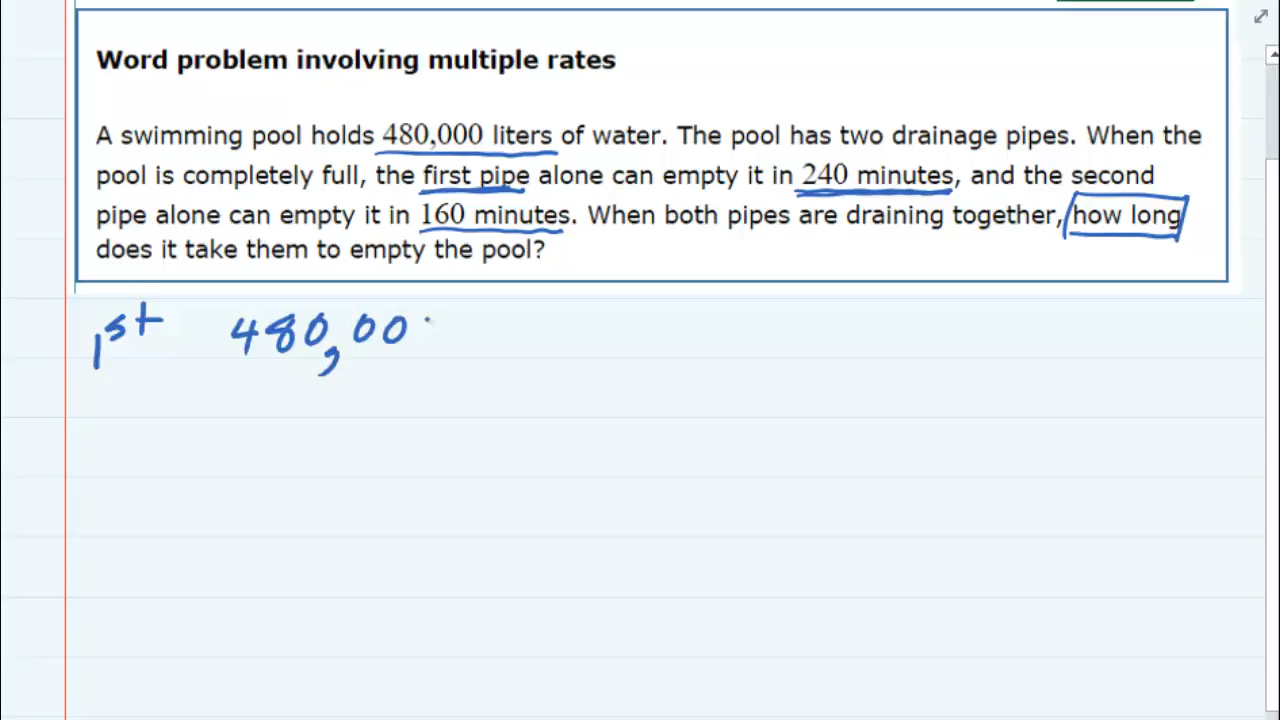 Word problem involving multiple rates
A swimming pool holds 480,000 liters of water. The pool has two drainage pipes. When the
pool is completely full, the first pipe alone can empty it in 240 minutes, and the second
pipe alone can empty it in 160 minutes. When both pipes are draining together, how long
does it take them to empty the pool?
1st 480,00